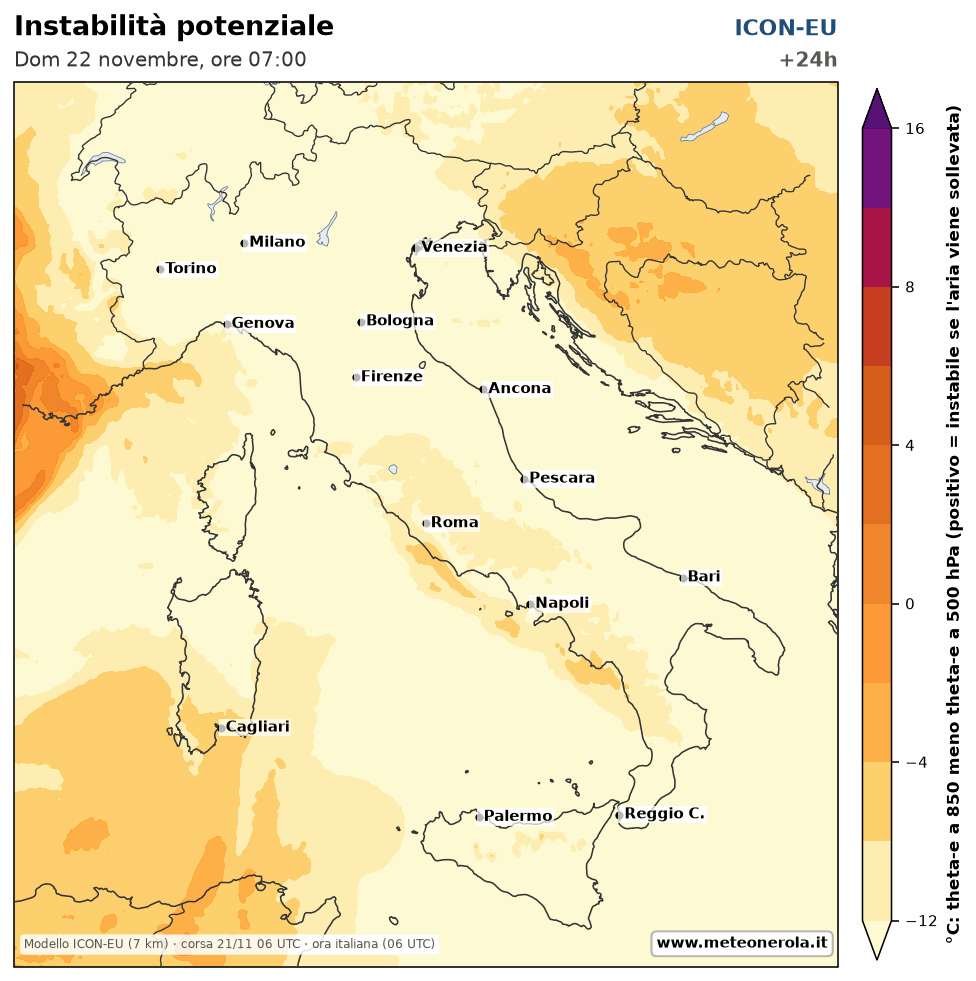 Instabilità potenziale
ICON-EU
Dom 22 novembre, ore 07:00
+24h
Milano
Venezia
Torino
Genova
Bologna
Firenze
Ancona
Pescara
Roma
Bari
Napoli
Cagliari
Palermo
Reggio C.
Modello ICON-EU (7 km) · corsa 21/11 06 UTC · ora italiana (06 UTC)
www.meteonerola.it
16
8
4
0
−4
−12
°C: theta-e a 850 meno theta-e a 500 hPa (positivo = instabile se l'aria viene sollevata)